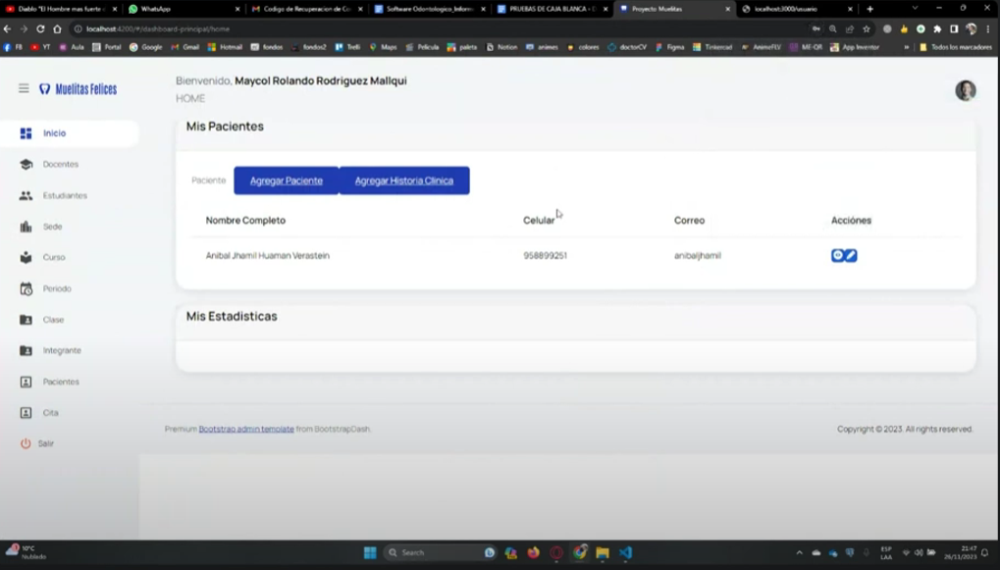 Diablo "El Hombre mas fuerte
WhatsApp
Codigo de Recuperacion de
Software Odontologico_Inform
PRUEBAS DE CAJA BLANCA - D
Proyecto Muelitas
localhost:3000/usuario
localhost:4200/#/dashboard-principal/home
FB
YT
Aula
Portal
Google
Gmail
Hotmail
fondos
fondos2
Trello
Maps
Pelicula
paleta
Notion
animes
colores
doctorCV
Figma
Tinkercad
AnimeFLV
ME-QR
App Inventor
»
Todos los marcadores
Muelitas Felices
Bienvenido, Maycol Rolando Rodriguez Mallqui
HOME
Inicio
Docentes
Estudiantes
Sede
Curso
Periodo
Clase
Integrante
Pacientes
Cita
Salir
Mis Pacientes
Paciente
Agregar Paciente
Agregar Historia Clinica
Nombre Completo
Celular
Correo
Acciónes
Anibal Jhamil Huaman Verastein
958899251
anibaljhamil
Mis Estadisticas
Premium Bootstrap admin template from BootstrapDash.
Copyright © 2023. All rights reserved.
10°C
Nublado
Search
ESP
LAA
21:47
26/11/2023